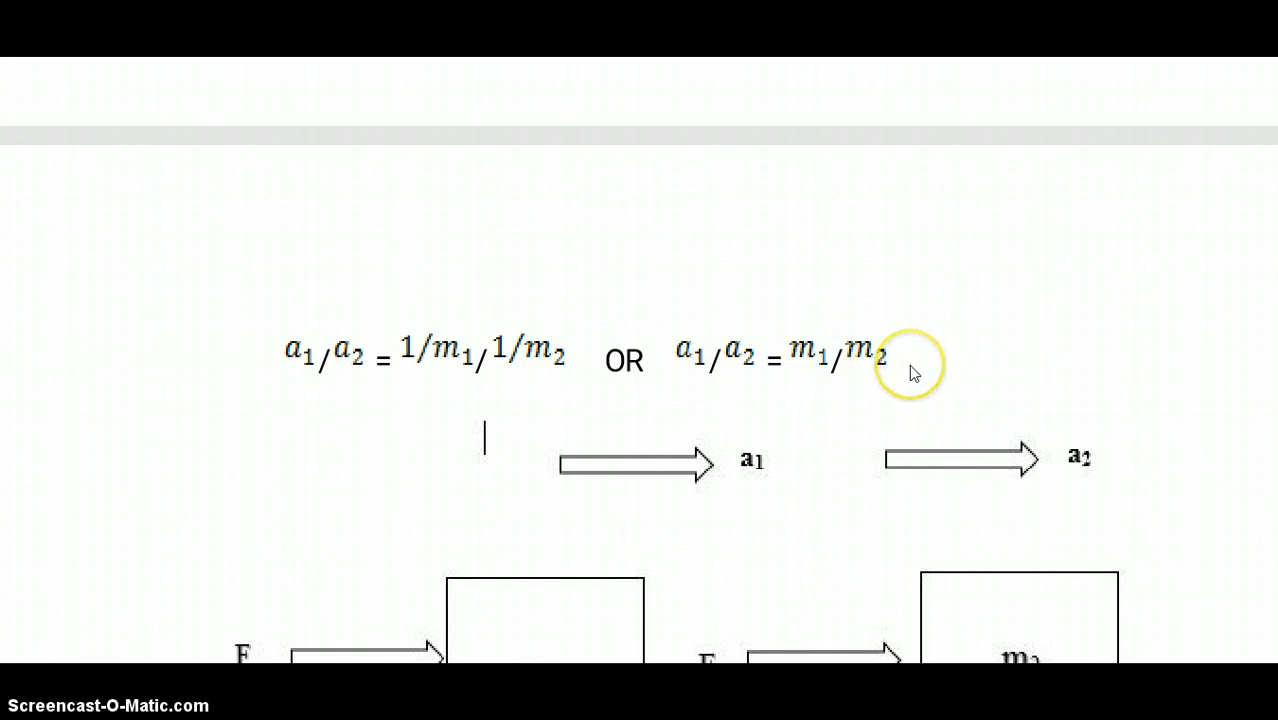 a₁/a₂ = 1/m₁/1/m₂ OR a₁/a₂ = m₁/m₂
a₁ a₂
F F m₂
Screencast-O-Matic.com